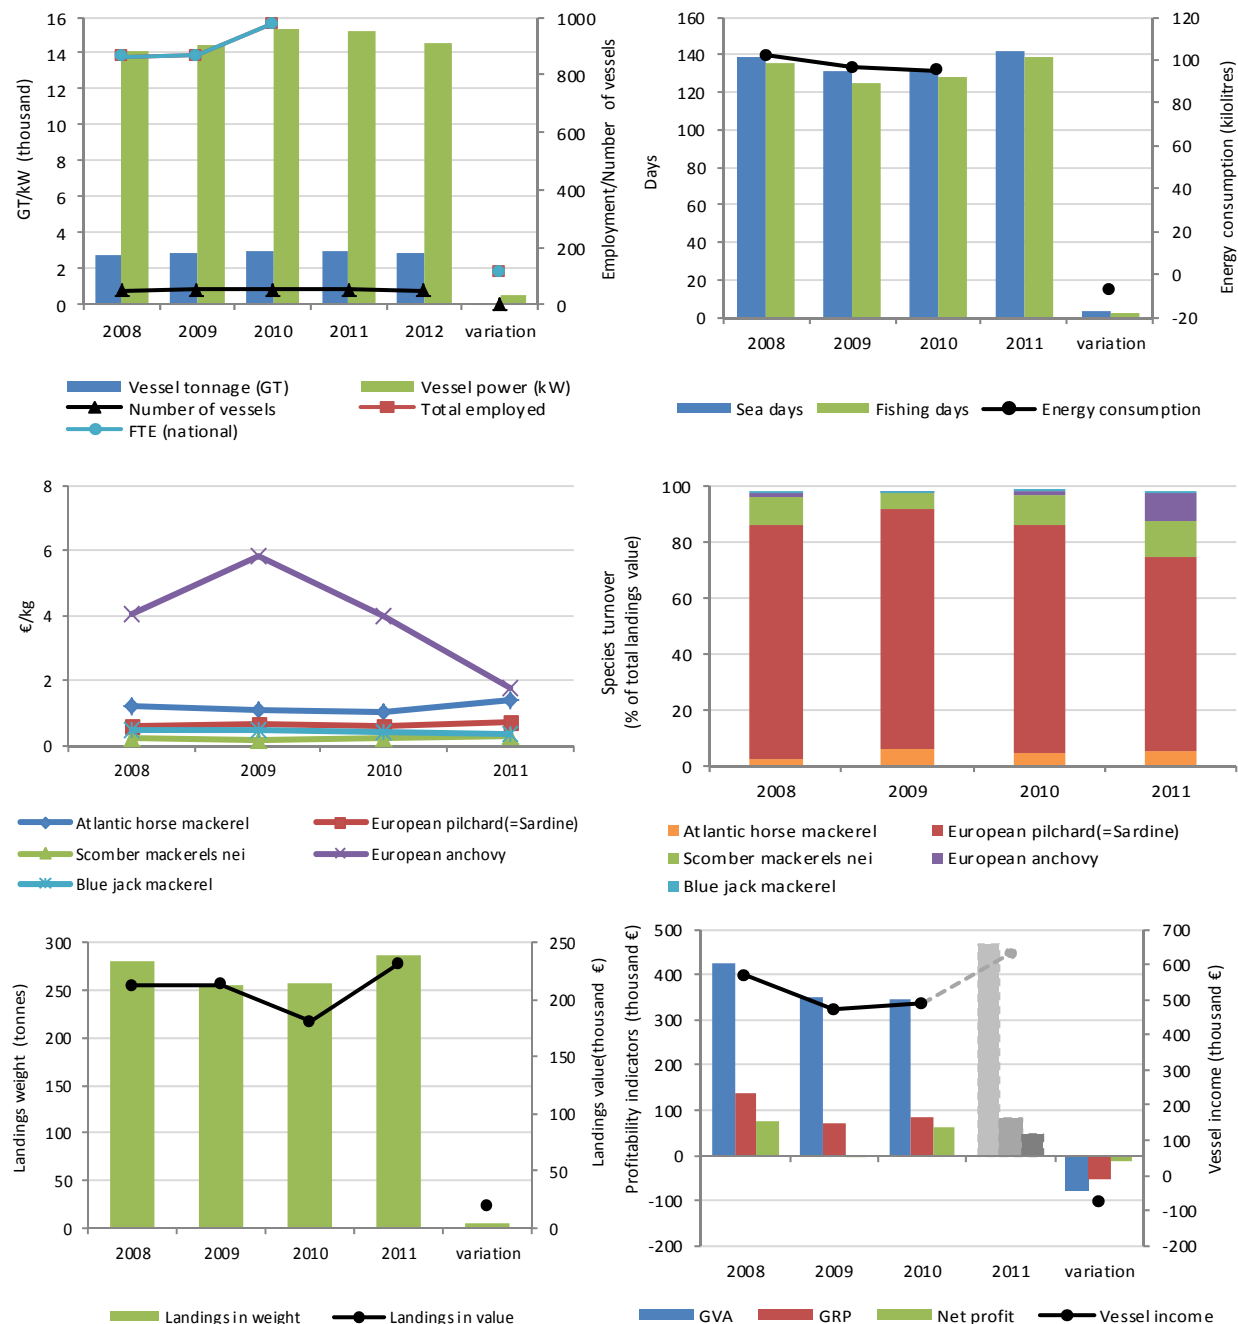 16
14
12
10
8
6
4
2
0
GT/kW (thousand)
1000
800
600
400
200
0
Employment/Number of vessels
2008 2009 2010 2011 2012 variation
Vessel tonnage (GT) Vessel power (kW)
Number of vessels Total employed
FTE (national)
160
140
120
100
80
60
40
20
0
Days
120
100
80
60
40
20
0
-20
Energy consumption (kilolitres)
2008 2009 2010 2011 variation
Sea days Fishing days Energy consumption
8
6
4
2
0
€/kg
2008 2009 2010 2011
Atlantic horse mackerel European pilchard(=Sardine)
Scomber mackerels nei European anchovy
Blue jack mackerel
100
80
60
40
20
0
Species turnover
(% of total landings value)
2008 2009 2010 2011
Atlantic horse mackerel European pilchard(=Sardine)
Scomber mackerels nei European anchovy
Blue jack mackerel
300
250
200
150
100
50
0
Landings weight (tonnes)
250
200
150
100
50
0
Landings value(thousand €)
2008 2009 2010 2011 variation
Landings in weight Landings in value
500
400
300
200
100
0
-100
-200
Profitability indicators (thousand €)
700
600
500
400
300
200
100
0
-100
-200
Vessel income (thousand €)
2008 2009 2010 2011 variation
GVA GRP Net profit Vessel income